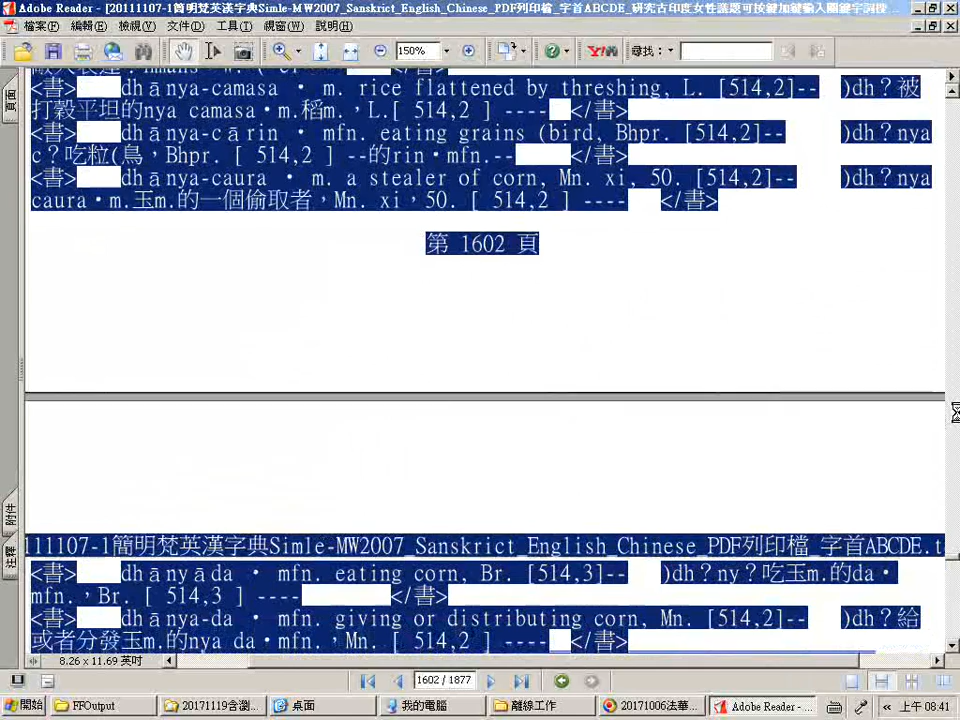 Adobe Reader - [20111107-1簡明梵英漢字典Simle-MW2007_Sanskrit_English_Chinese_PDF列印檔_字首ABCDE_研究古印度女性議題可按鍵加鍵輸入關鍵字詞搜
檔案(F) 編輯(E) 檢視(V) 文件(D) 工具(T) 視窗(W) 說明(H)
150% Y! 尋找：
頁面
<書> dhānya-camasa • m. rice flattened by threshing, L. [514,2]-- )dh？被
打穀平坦的nya camasa•m.稻m.，L.[ 514,2 ] ---- </書>
<書> dhānya-cārin • mfn. eating grains (bird, Bhpr. [514,2]-- )dh？nya
c？吃粒(鳥，Bhpr. [ 514,2 ] --的rin•mfn.-- </書>
<書> dhānya-caura • m. a stealer of corn, Mn. xi, 50. [514,2]-- )dh？nya
caura•m.玉m.的一個偷取者，Mn. xi，50. [ 514,2 ] ---- </書>
第 1602 頁
附件
注釋
111107-1簡明梵英漢字典Simle-MW2007_Sanskrit_English_Chinese_PDF列印檔_字首ABCDE.t
<書> dhānyāda • mfn. eating corn, Br. [514,3]-- )dh？ny？吃玉m.的da•
mfn.，Br. [ 514,3 ] ---- </書>
<書> dhānya-da • mfn. giving or distributing corn, Mn. [514,2]-- )dh？給
或者分發玉m.的nya da•mfn.，Mn. [ 514,2 ] ---- </書>
8.26 x 11.69 英吋
1602 / 1877
開始 FFOutput 20171119含瀏... 桌面 我的電腦 離線工作 20171006法華... Adobe Reader - ... 上午 08:41